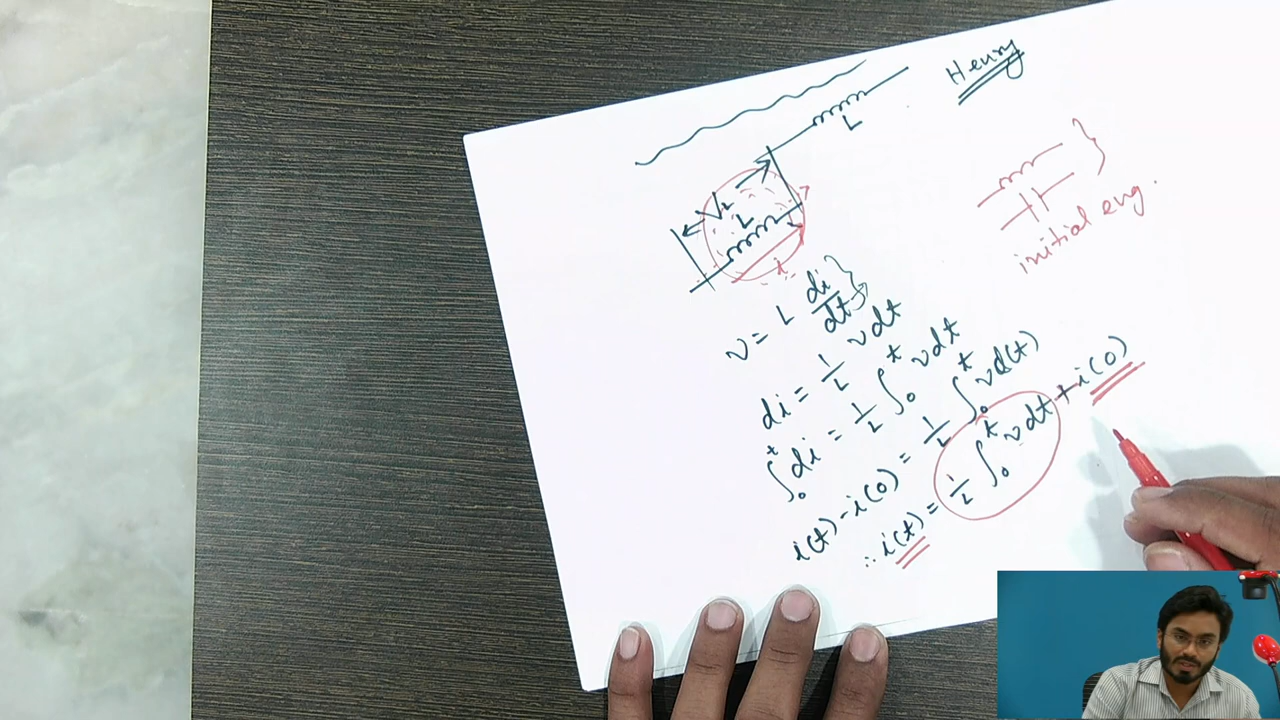 Henry
L
V_L
L
t
initial eng.
v = L di/dt }
di = 1/L v dt
∫₀ᵗ di = 1/L ∫₀ᵗ v dt
i(t) - i(0) = 1/L ∫₀ᵗ v d(t)
∴ i(t) = 1/L ∫₀ᵗ v dt + i(0)